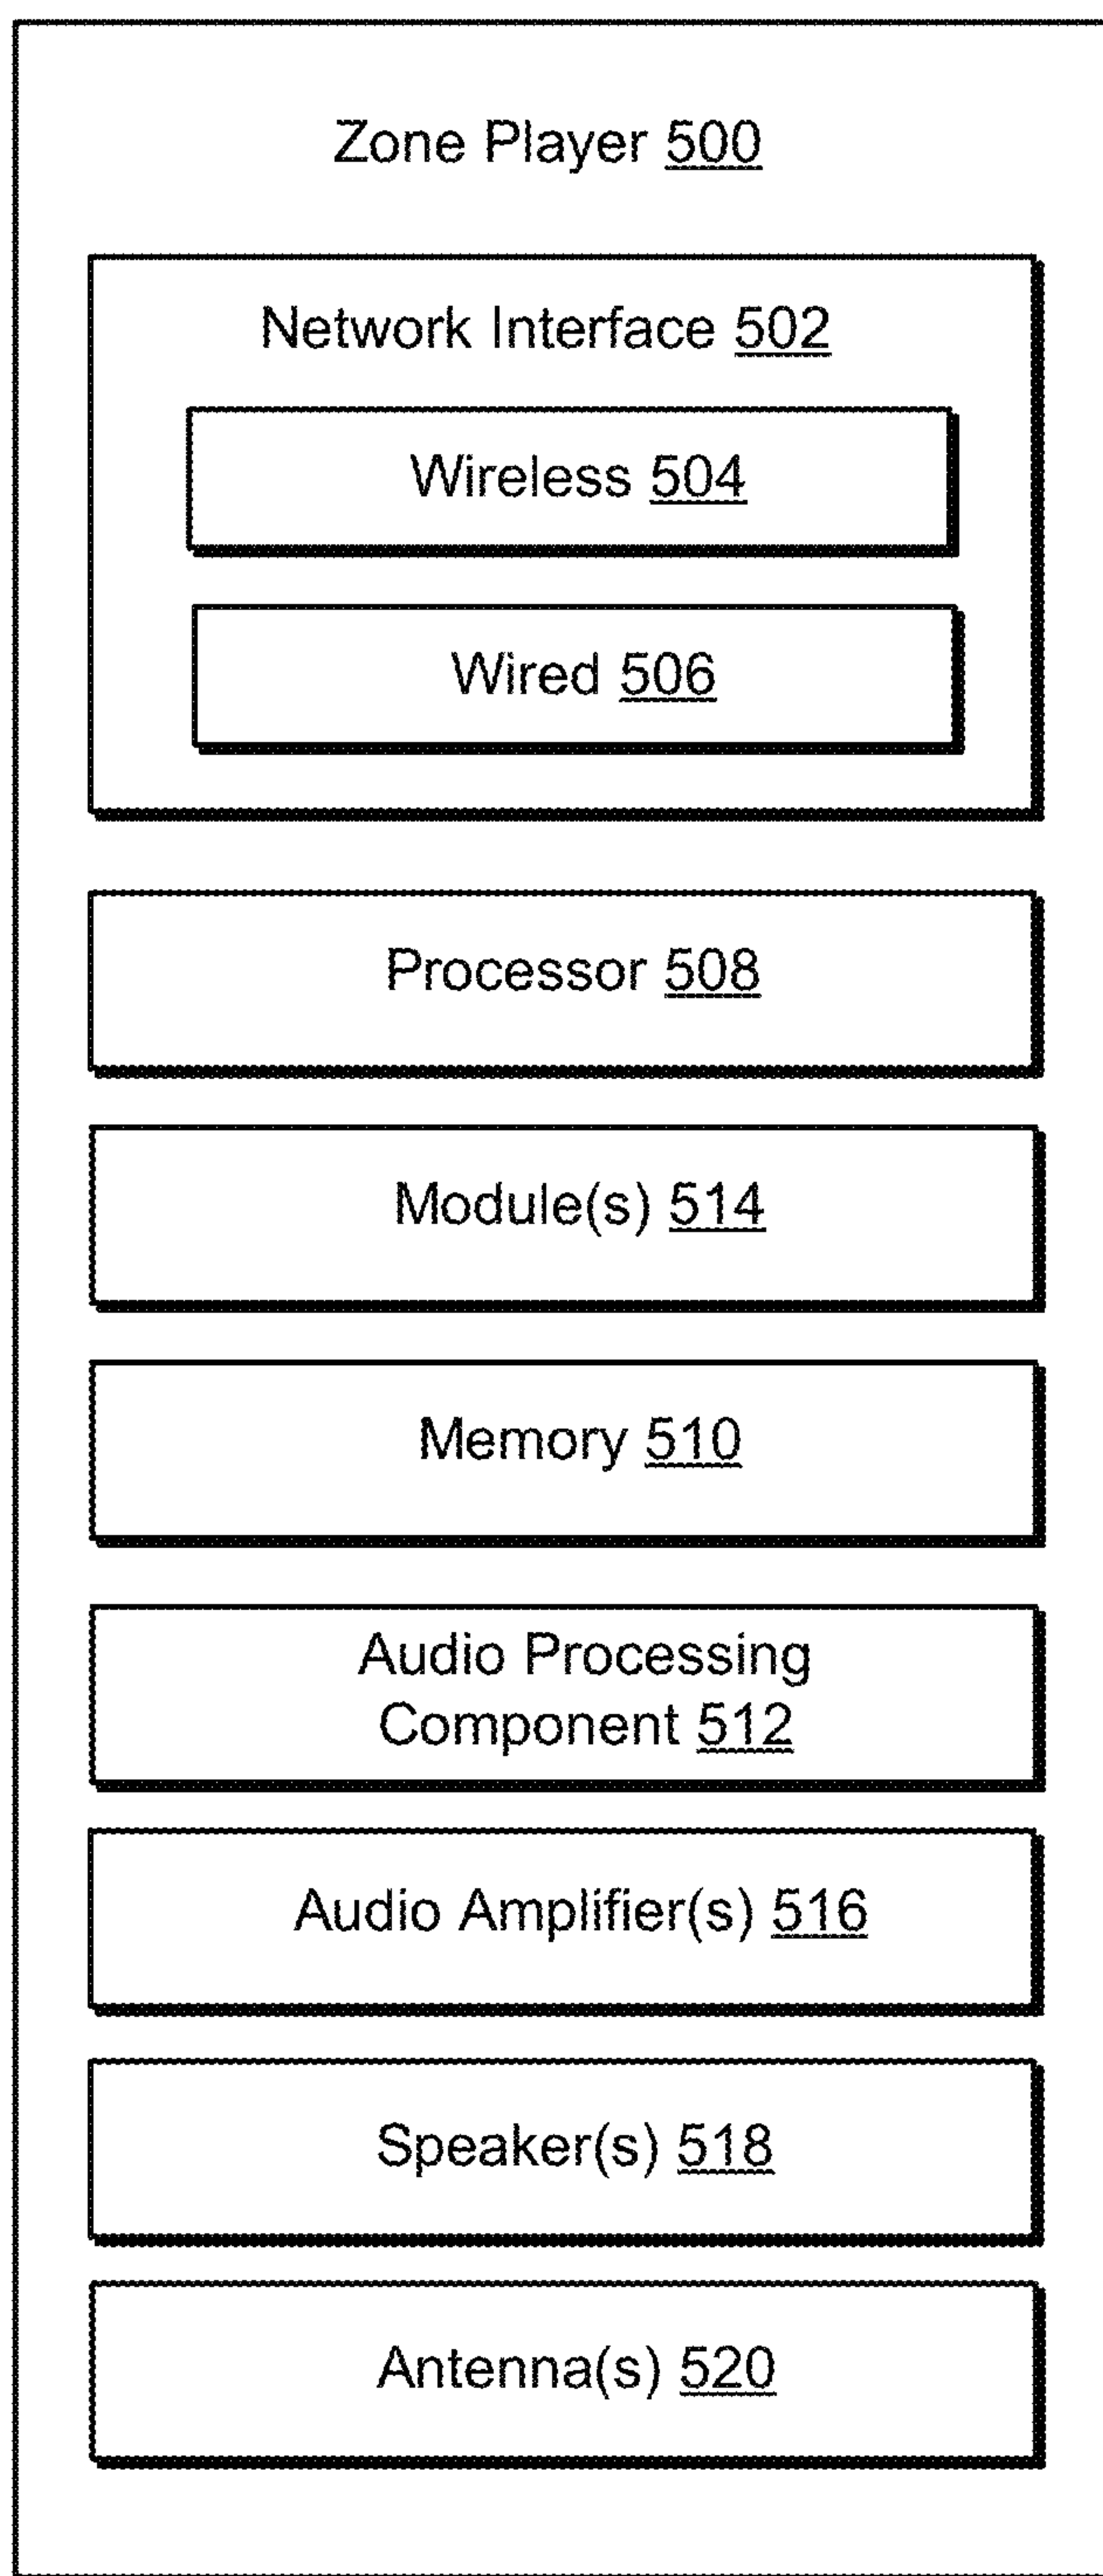 Zone Player 500
Network Interface 502
Wireless 504
Wired 506
Processor 508
Module(s) 514
Memory 510
Audio Processing
Component 512
Audio Amplifier(s) 516
Speaker(s) 518
Antenna(s) 520